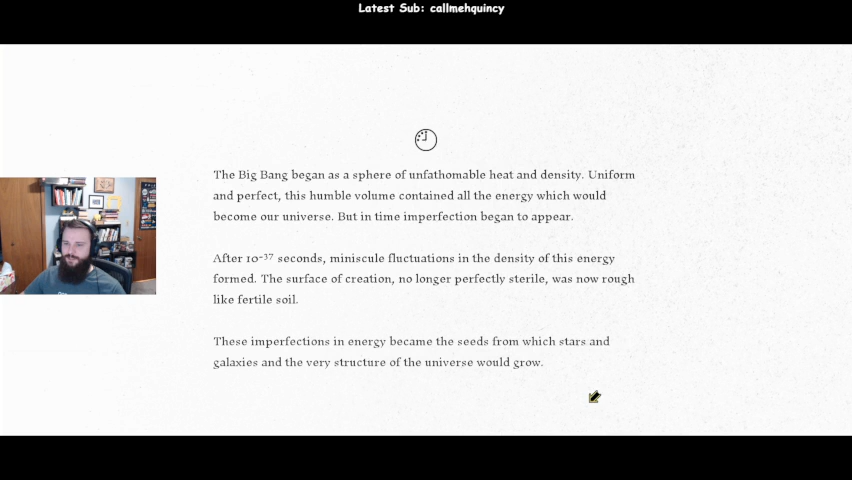 Latest Sub: callmehquincy
The Big Bang began as a sphere of unfathomable heat and density. Uniform
and perfect, this humble volume contained all the energy which would
become our universe. But in time imperfection began to appear.
After 10-³⁷ seconds, miniscule fluctuations in the density of this energy
formed. The surface of creation, no longer perfectly sterile, was now rough
like fertile soil.
These imperfections in energy became the seeds from which stars and
galaxies and the very structure of the universe would grow.